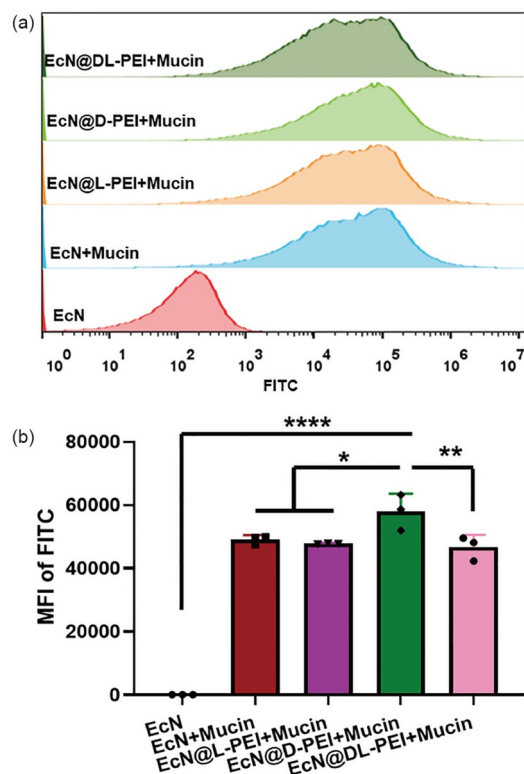 (a)
EcN@DL-PEI+Mucin
EcN@D-PEI+Mucin
EcN@L-PEI+Mucin
EcN+Mucin
EcN
10^0 10^1 10^2 10^3 10^4 10^5 10^6 10^7
FITC
(b)
80000
60000
40000
20000
0
MFI of FITC
****
*
**
EcN
EcN+Mucin
EcN@L-PEI+Mucin
EcN@D-PEI+Mucin
EcN@DL-PEI+Mucin